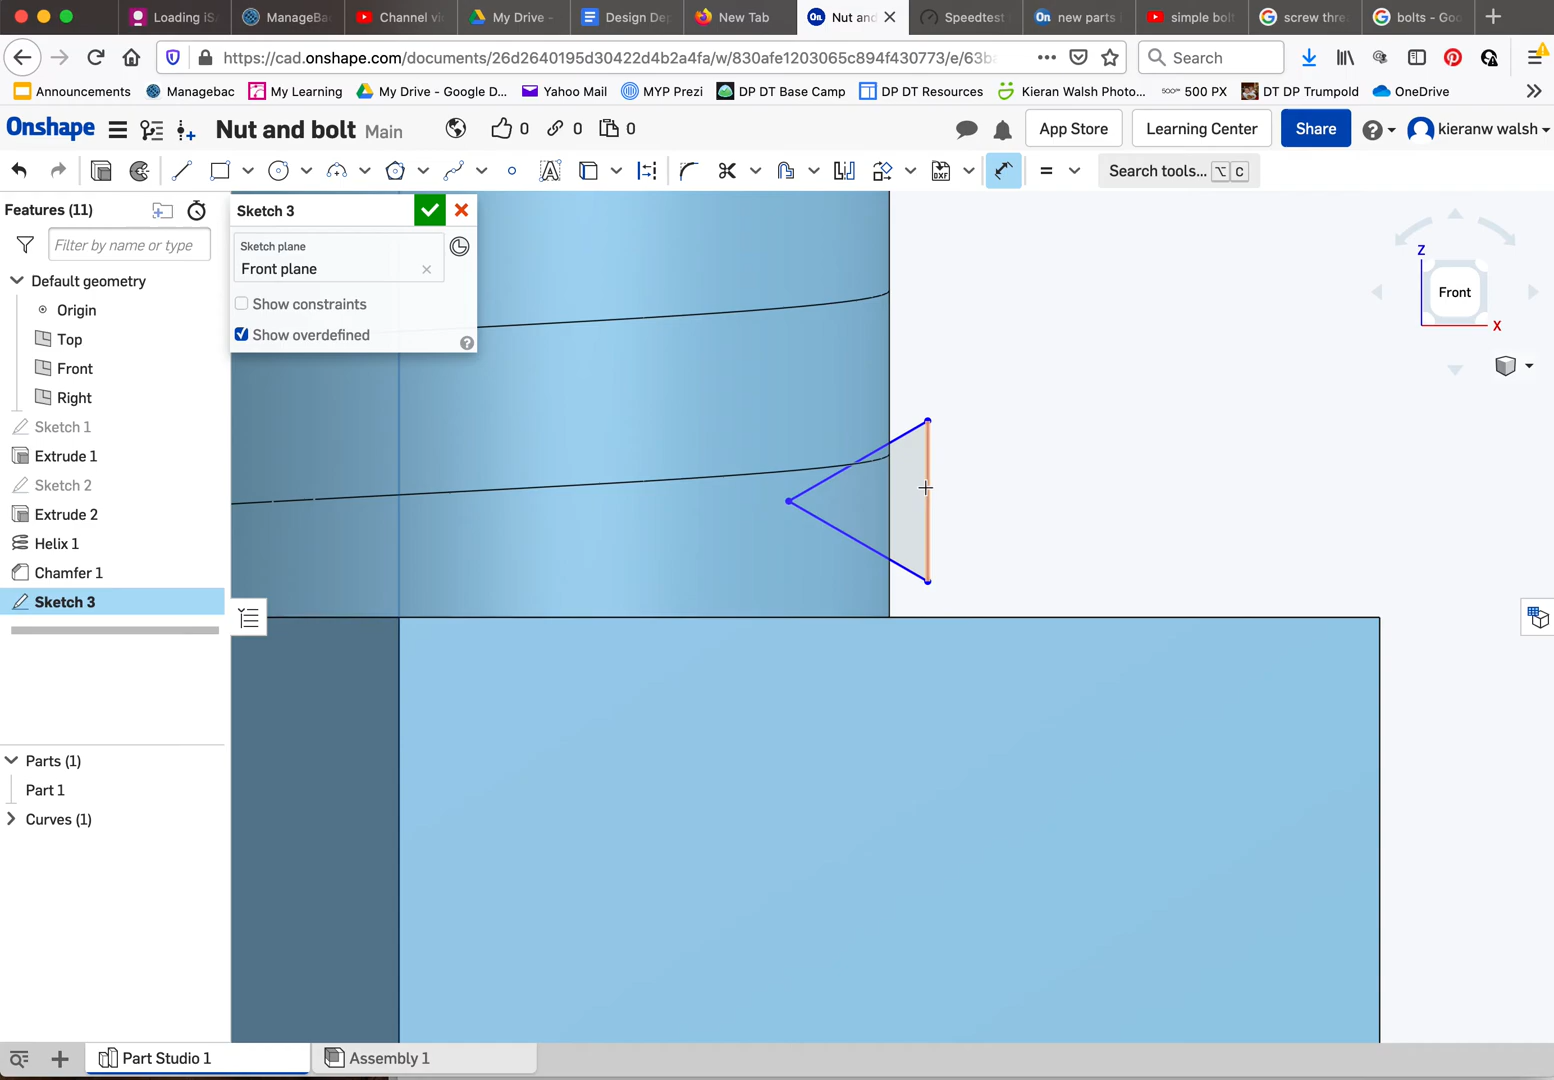 Loading iSA
ManageBa
Channel vi
My Drive -
Design De
New Tab
Nut and
Speedtest
new parts
simple bolt
screw thre
bolts - Goo
https://cad.onshape.com/documents/26d2640195d30422d4b2a4fa/w/830afe1203065c894f430773/e/63ba
Search
Announcements
Managebac
My Learning
My Drive - Google D...
Yahoo Mail
MYP Prezi
DP DT Base Camp
DP DT Resources
Kieran Walsh Photo...
500 PX
DT DP Trumpold
OneDrive
Onshape
Nut and bolt Main
0
0
0
App Store
Learning Center
Share
kieranw walsh
Search tools... ⌥ C
Features (11)
Filter by name or type
Default geometry
Origin
Top
Front
Right
Sketch 1
Extrude 1
Sketch 2
Extrude 2
Helix 1
Chamfer 1
Sketch 3
Parts (1)
Part 1
Curves (1)
Sketch 3
Sketch plane
Front plane
Show constraints
Show overdefined
Z
Front
X
Part Studio 1
Assembly 1